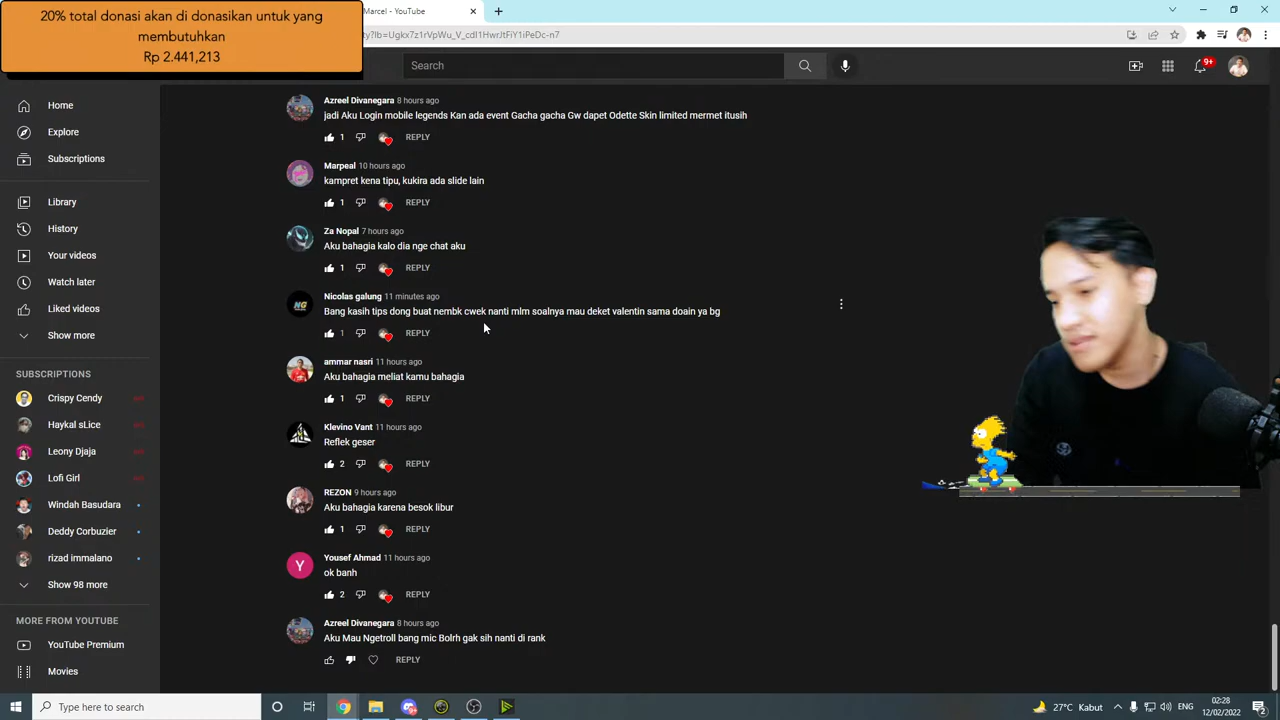 20% total donasi akan di donasikan untuk yang
membutuhkan
Rp 2.441,213
Marcel - YouTube
ty?lb=Ugkx7z1rVpWu_V_cdI1HwrJtFiY1iPeDc-n7
Search
9+
Home
Explore
Subscriptions
Library
History
Your videos
Watch later
Liked videos
Show more
SUBSCRIPTIONS
Crispy Cendy
Haykal sLice
Leony Djaja
Lofi Girl
Windah Basudara
Deddy Corbuzier
rizad immalano
Show 98 more
MORE FROM YOUTUBE
YouTube Premium
Movies
Azreel Divanegara 8 hours ago
jadi Aku Login mobile legends Kan ada event Gacha gacha Gw dapet Odette Skin limited mermet itusih
1 REPLY
Marpeal 10 hours ago
kampret kena tipu, kukira ada slide lain
1 REPLY
Za Nopal 7 hours ago
Aku bahagia kalo dia nge chat aku
1 REPLY
Nicolas galung 11 minutes ago
Bang kasih tips dong buat nembk cwek nanti mlm soalnya mau deket valentin sama doain ya bg
1 REPLY
ammar nasri 11 hours ago
Aku bahagia meliat kamu bahagia
1 REPLY
Klevino Vant 11 hours ago
Reflek geser
2 REPLY
REZON 9 hours ago
Aku bahagia karena besok libur
1 REPLY
Y
Yousef Ahmad 11 hours ago
ok banh
2 REPLY
Azreel Divanegara 8 hours ago
Aku Mau Ngetroll bang mic Bolrh gak sih nanti di rank
REPLY
Type here to search
27°C Kabut
02:28
12/02/2022
2